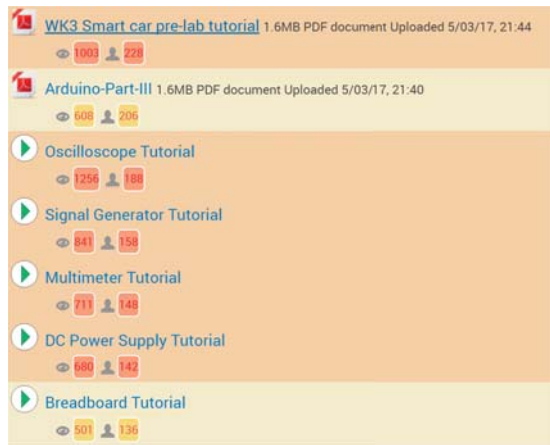 WK3 Smart car pre-lab tutorial 1.6MB PDF document Uploaded 5/03/17, 21:44
1003 228
Arduino-Part-III 1.6MB PDF document Uploaded 5/03/17, 21:40
608 206
Oscilloscope Tutorial
1256 188
Signal Generator Tutorial
841 158
Multimeter Tutorial
711 148
DC Power Supply Tutorial
680 142
Breadboard Tutorial
501 136